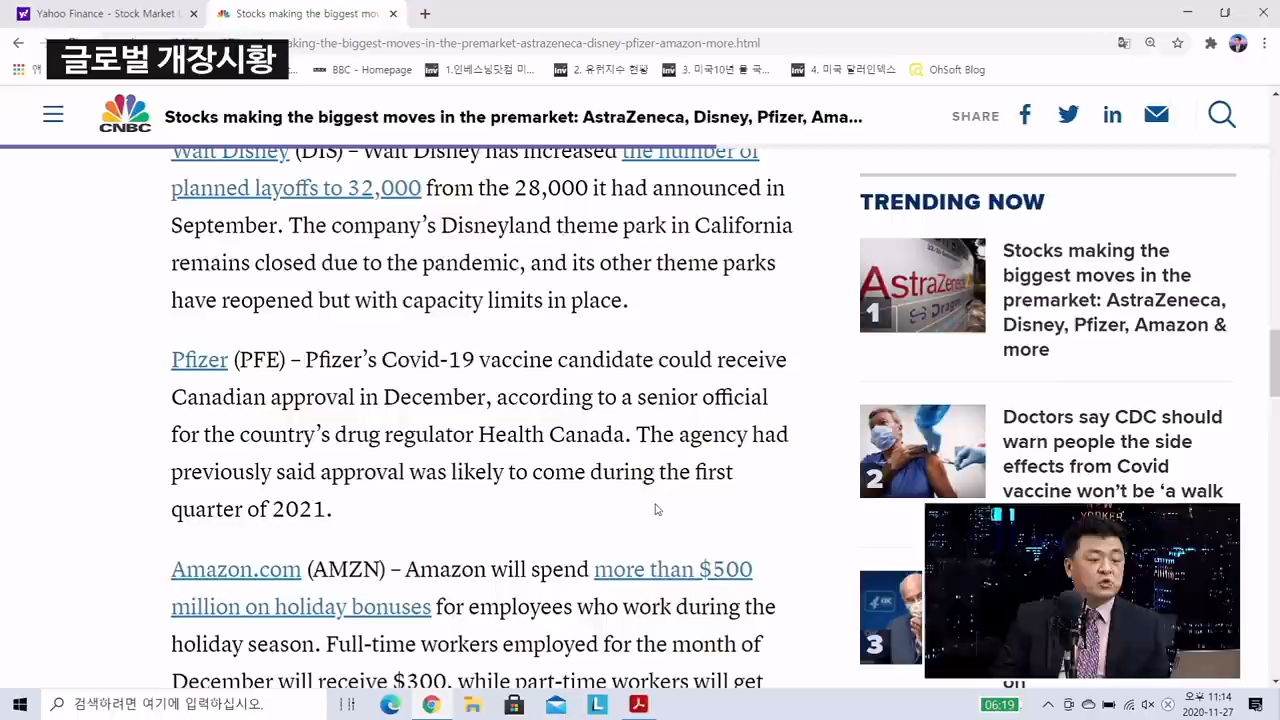 Yahoo Finance - Stock Market
Stocks making the biggest mov
글로벌 개장시황
aking-the-biggest-moves-in-the-premarket-astrazeneca-disney-pfizer-amazon-more.html
BBC - Homepage
1.인베스닝닷컴 미...
2. 유럽지수 현황
3. 미국10년 물 국...
4. 미국 달러인덱스
OhSoft Blog
CNBC
Stocks making the biggest moves in the premarket: AstraZeneca, Disney, Pfizer, Ama...
SHARE
Walt Disney (DIS) – Walt Disney has increased the number of
planned layoffs to 32,000 from the 28,000 it had announced in
September. The company's Disneyland theme park in California
remains closed due to the pandemic, and its other theme parks
have reopened but with capacity limits in place.
Pfizer (PFE) – Pfizer's Covid-19 vaccine candidate could receive
Canadian approval in December, according to a senior official
for the country's drug regulator Health Canada. The agency had
previously said approval was likely to come during the first
quarter of 2021.
Amazon.com (AMZN) – Amazon will spend more than $500
million on holiday bonuses for employees who work during the
holiday season. Full-time workers employed for the month of
December will receive $300, while part-time workers will get
TRENDING NOW
AstraZene
1
Stocks making the
biggest moves in the
premarket: AstraZeneca,
Disney, Pfizer, Amazon &
more
2
Doctors say CDC should
warn people the side
effects from Covid
vaccine won't be 'a walk
3
on
검색하려면 여기에 입력하십시오.
06:19
오후 11:14
2020-11-27